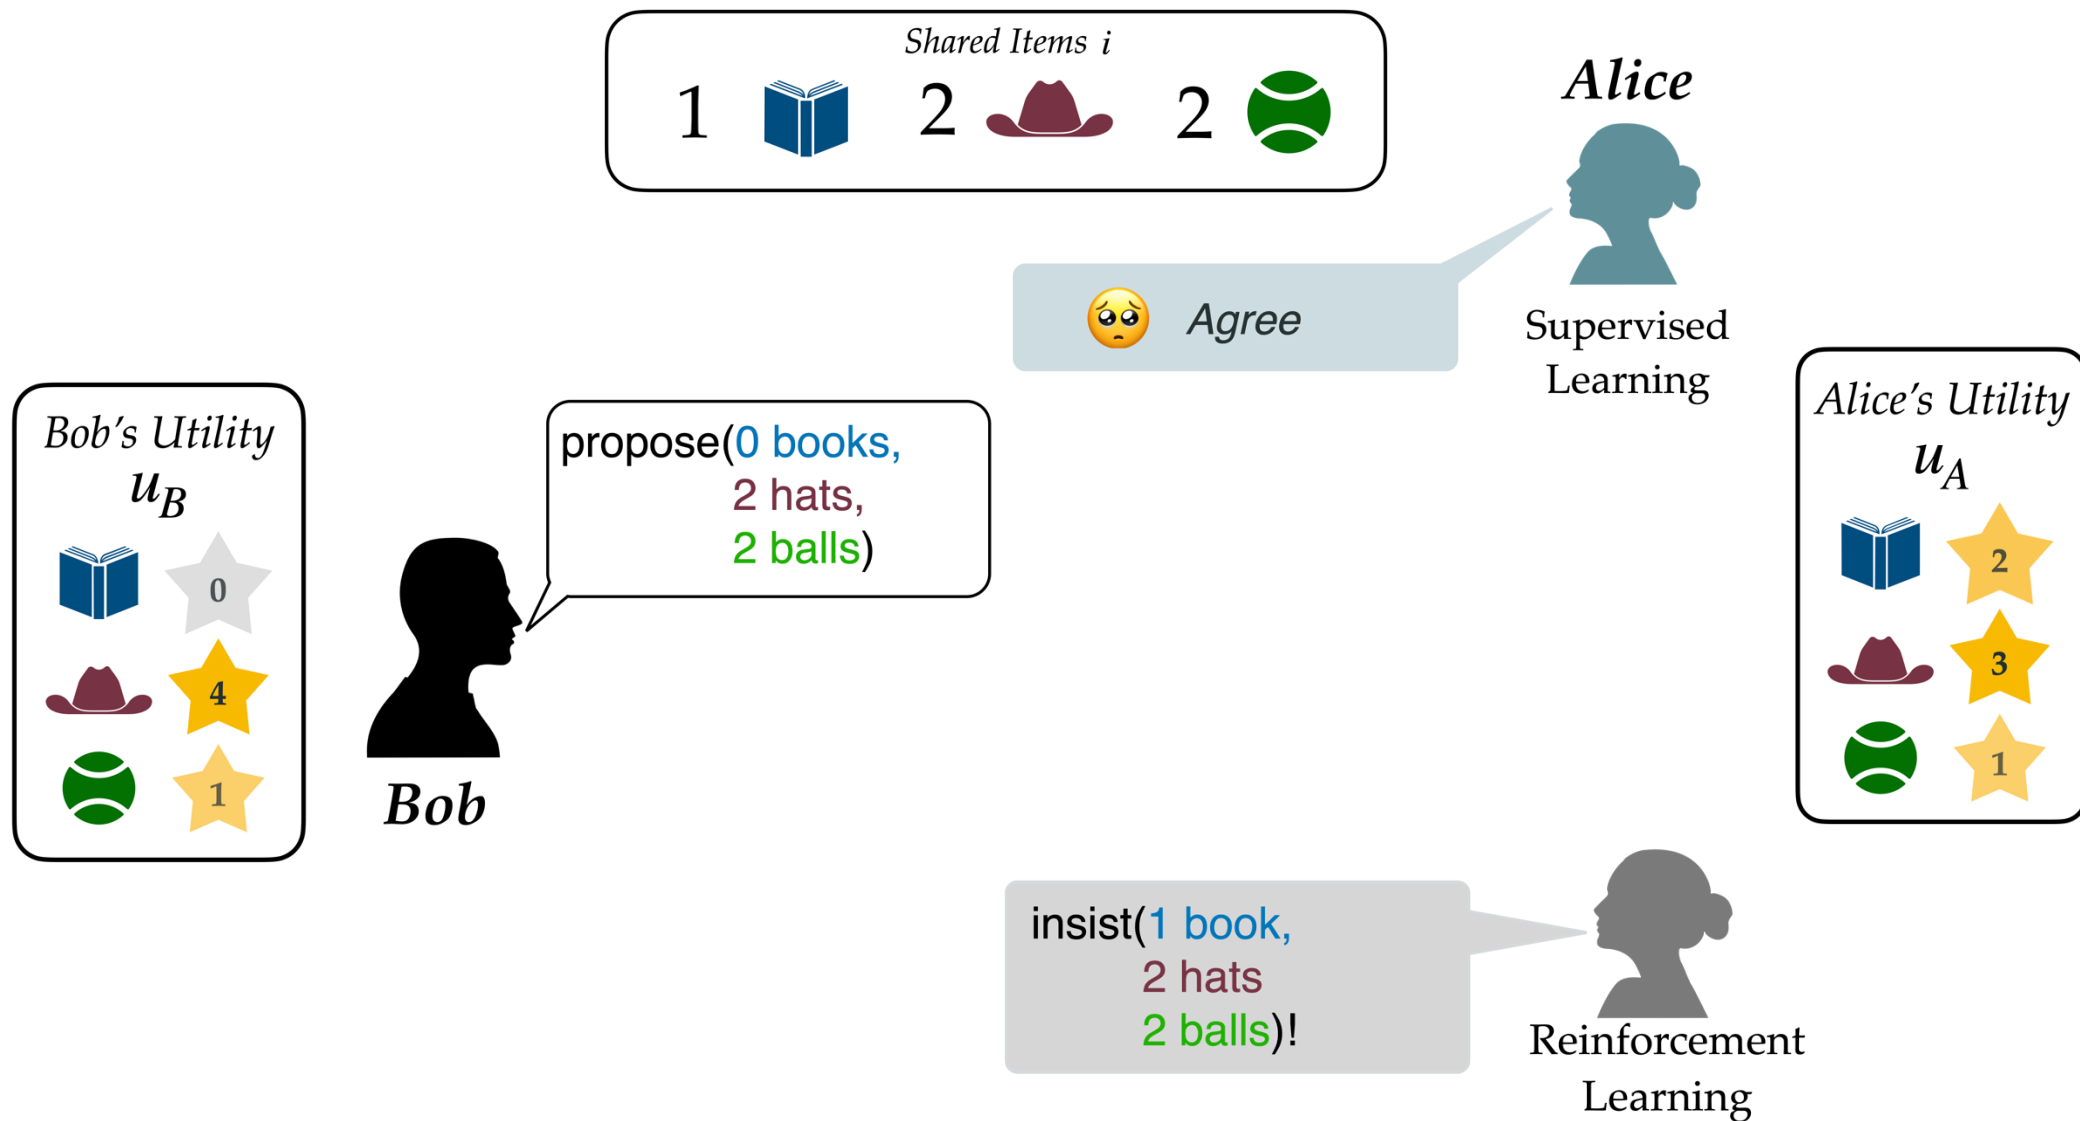 Shared Items i
1 2 2
Alice
🥺 Agree
Supervised
Learning
Bob's Utility
u_B
0
4
1
propose(0 books,
2 hats,
2 balls)
Bob
Alice's Utility
u_A
2
3
1
insist(1 book,
2 hats
2 balls)!
Reinforcement
Learning